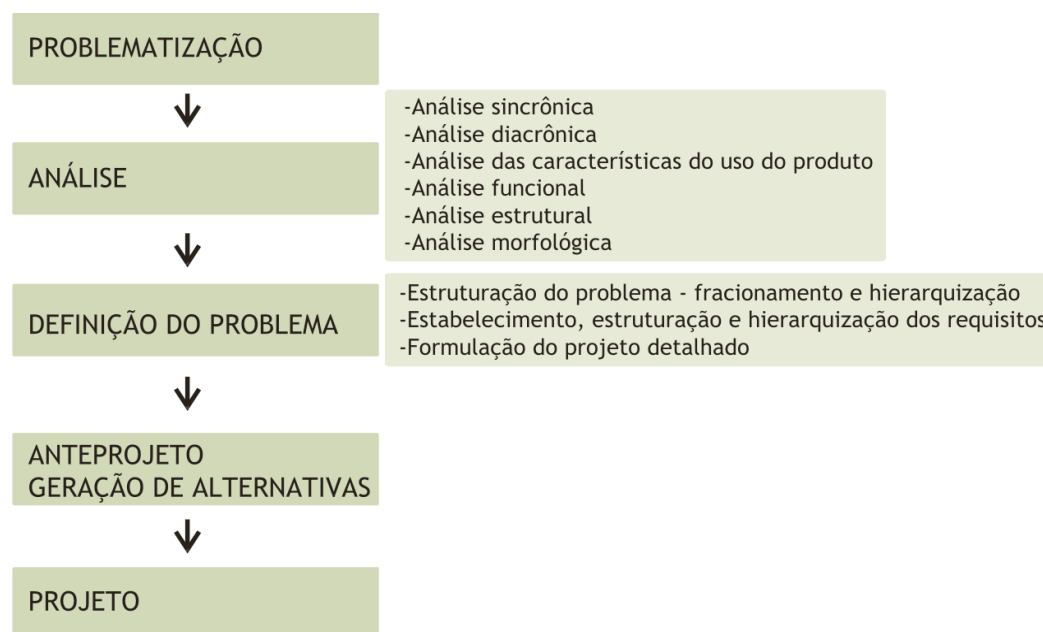 PROBLEMATIZAÇÃO
ANÁLISE
-Análise sincrônica
-Análise diacrônica
-Análise das características do uso do produto
-Análise funcional
-Análise estrutural
-Análise morfológica
DEFINIÇÃO DO PROBLEMA
-Estruturação do problema - fracionamento e hierarquização
-Estabelecimento, estruturação e hierarquização dos requisitos
-Formulação do projeto detalhado
ANTEPROJETO
GERAÇÃO DE ALTERNATIVAS
PROJETO